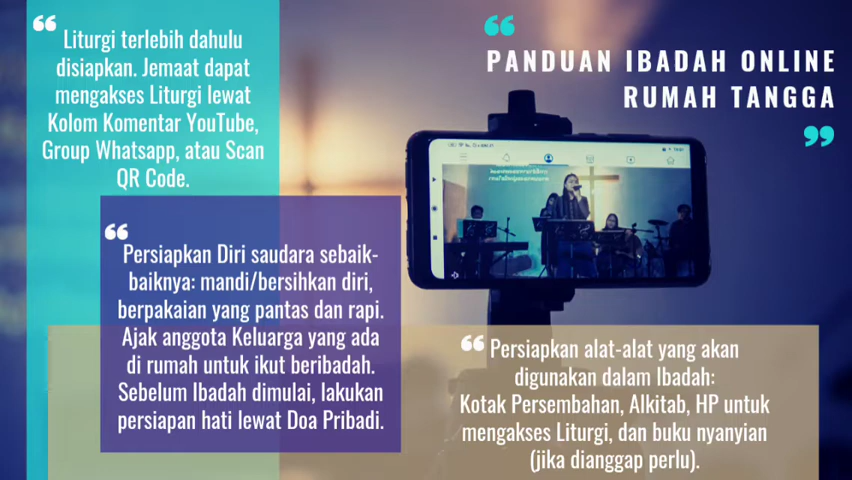 PANDUAN IBADAH ONLINE
RUMAH TANGGA
Liturgi terlebih dahulu
disiapkan. Jemaat dapat
mengakses Liturgi lewat
Kolom Komentar YouTube,
Group Whatsapp, atau Scan
QR Code.
Persiapkan Diri saudara sebaik-
baiknya: mandi/bersihkan diri,
berpakaian yang pantas dan rapi.
Ajak anggota Keluarga yang ada
di rumah untuk ikut beribadah.
Sebelum Ibadah dimulai, lakukan
persiapan hati lewat Doa Pribadi.
Persiapkan alat-alat yang akan
digunakan dalam Ibadah:
Kotak Persembahan, Alkitab, HP untuk
mengakses Liturgi, dan buku nyanyian
(jika dianggap perlu).